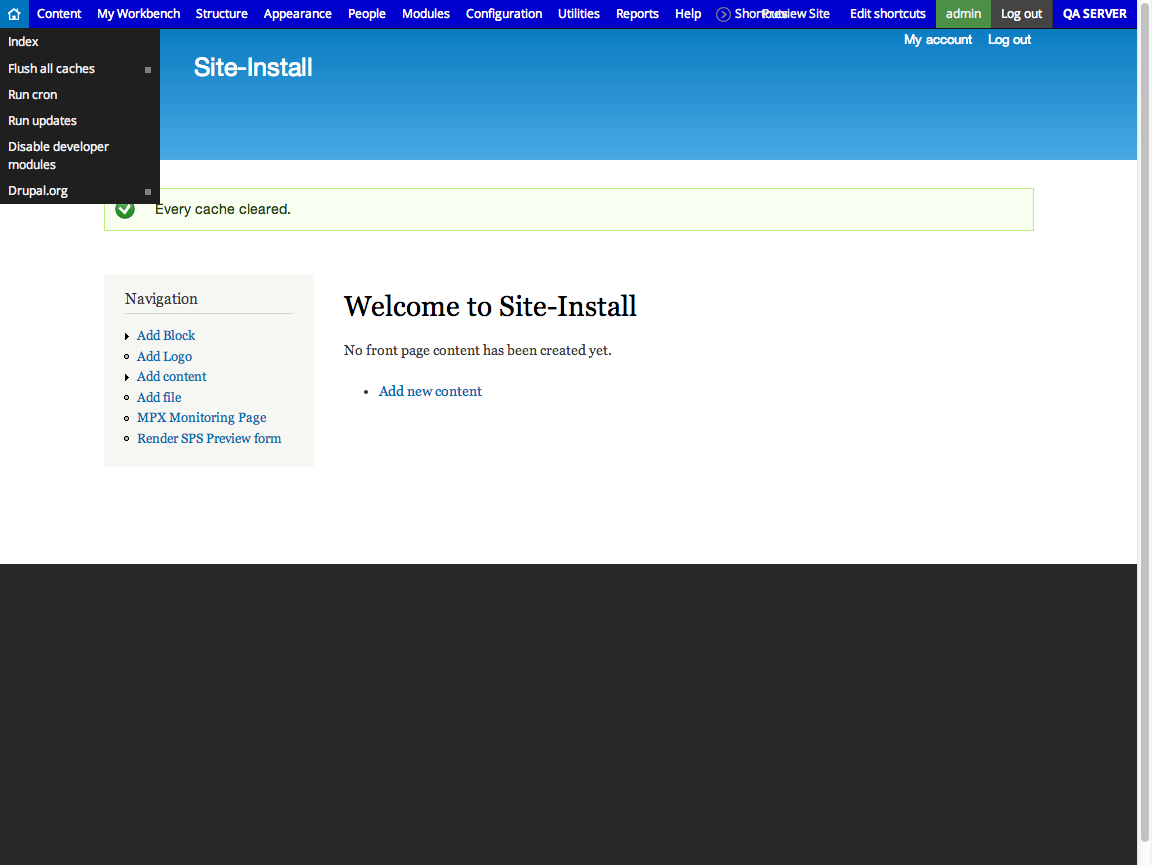 Content My Workbench Structure Appearance People Modules Configuration Utilities Reports Help Shortcuts Preview Site Edit shortcuts admin Log out QA SERVER
Index
Flush all caches
Run cron
Run updates
Disable developer
modules
Drupal.org
My account Log out
Site-Install
Every cache cleared.
Navigation
Add Block
Add Logo
Add content
Add file
MPX Monitoring Page
Render SPS Preview form
Welcome to Site-Install
No front page content has been created yet.
Add new content